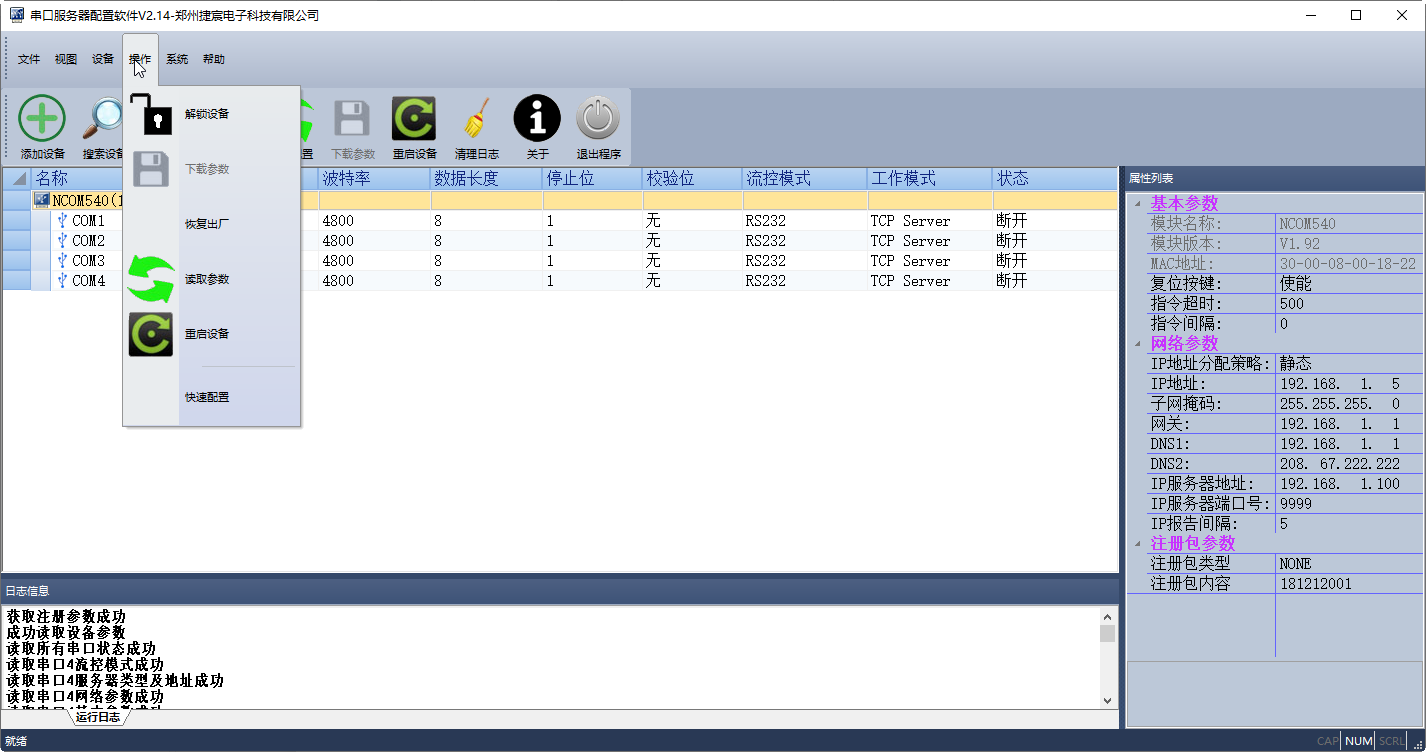 串口服务器配置软件V2.14-郑州捷宸电子科技有限公司
文件 视图 设备 操作 系统 帮助
添加设备 搜索设备 置 下载参数 重启设备 清理日志 关于 退出程序
解锁设备
下载参数
恢复出厂
读取参数
重启设备
快速配置
名称 波特率 数据长度 停止位 校验位 流控模式 工作模式 状态
NCOM540(1
COM1 4800 8 1 无 RS232 TCP Server 断开
COM2 4800 8 1 无 RS232 TCP Server 断开
COM3 4800 8 1 无 RS232 TCP Server 断开
COM4 4800 8 1 无 RS232 TCP Server 断开
属性列表
基本参数
模块名称: NCOM540
模块版本: V1.92
MAC地址: 30-00-08-00-18-22
复位按键: 使能
指令超时: 500
指令间隔: 0
网络参数
IP地址分配策略: 静态
IP地址: 192.168. 1. 5
子网掩码: 255.255.255. 0
网关: 192.168. 1. 1
DNS1: 192.168. 1. 1
DNS2: 208. 67.222.222
IP服务器地址: 192.168. 1.100
IP服务器端口号: 9999
IP报告间隔: 5
注册包参数
注册包类型 NONE
注册包内容 181212001
日志信息
获取注册参数成功
成功读取设备参数
读取所有串口状态成功
读取串口4流控模式成功
读取串口4服务器类型及地址成功
读取串口4网络参数成功
运行日志
就绪
CAP NUM SCRL